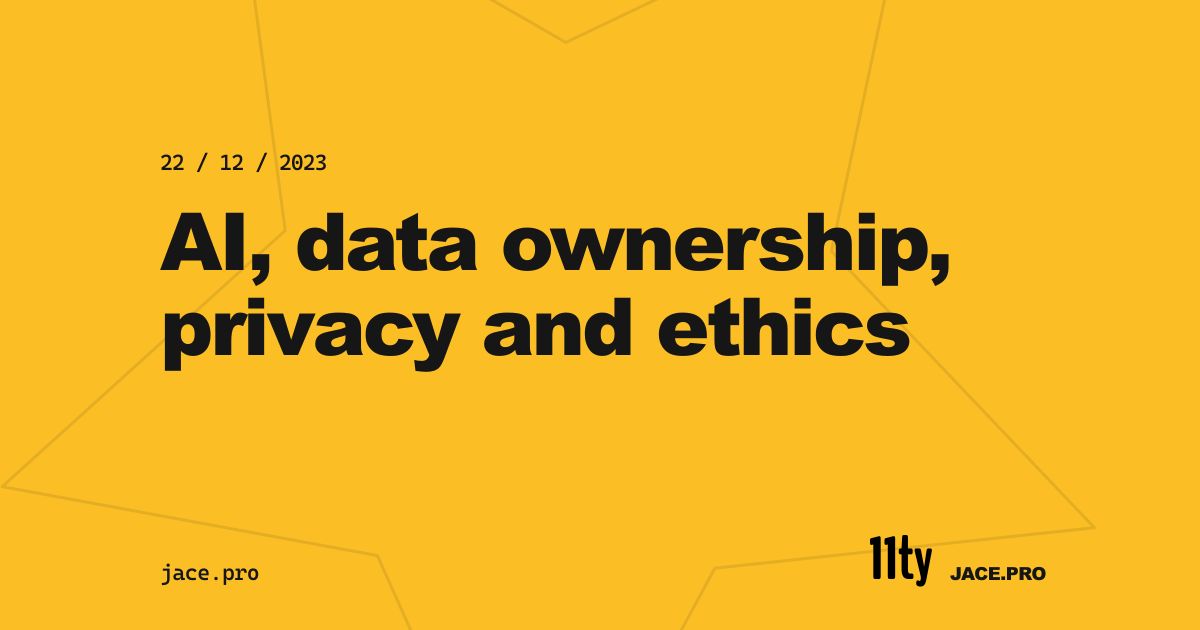 22 / 12 / 2023
AI, data ownership,
privacy and ethics
jace.pro
11ty JACE.PRO